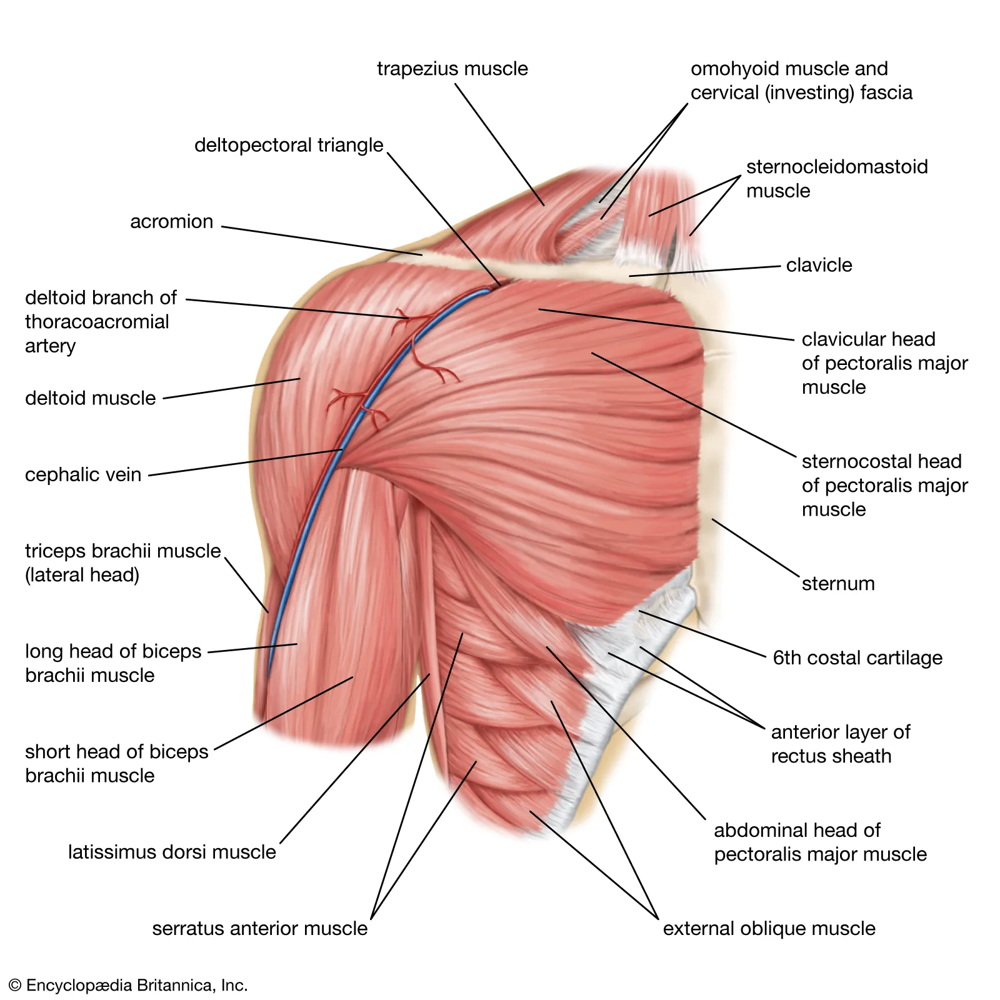 trapezius muscle
omohyoid muscle and
cervical (investing) fascia
deltopectoral triangle
sternocleidomastoid
muscle
acromion
clavicle
deltoid branch of
thoracoacromial
artery
clavicular head
of pectoralis major
muscle
deltoid muscle
sternocostal head
of pectoralis major
muscle
cephalic vein
triceps brachii muscle
(lateral head)
sternum
long head of biceps
brachii muscle
6th costal cartilage
short head of biceps
brachii muscle
anterior layer of
rectus sheath
latissimus dorsi muscle
abdominal head of
pectoralis major muscle
serratus anterior muscle
external oblique muscle
© Encyclopædia Britannica, Inc.